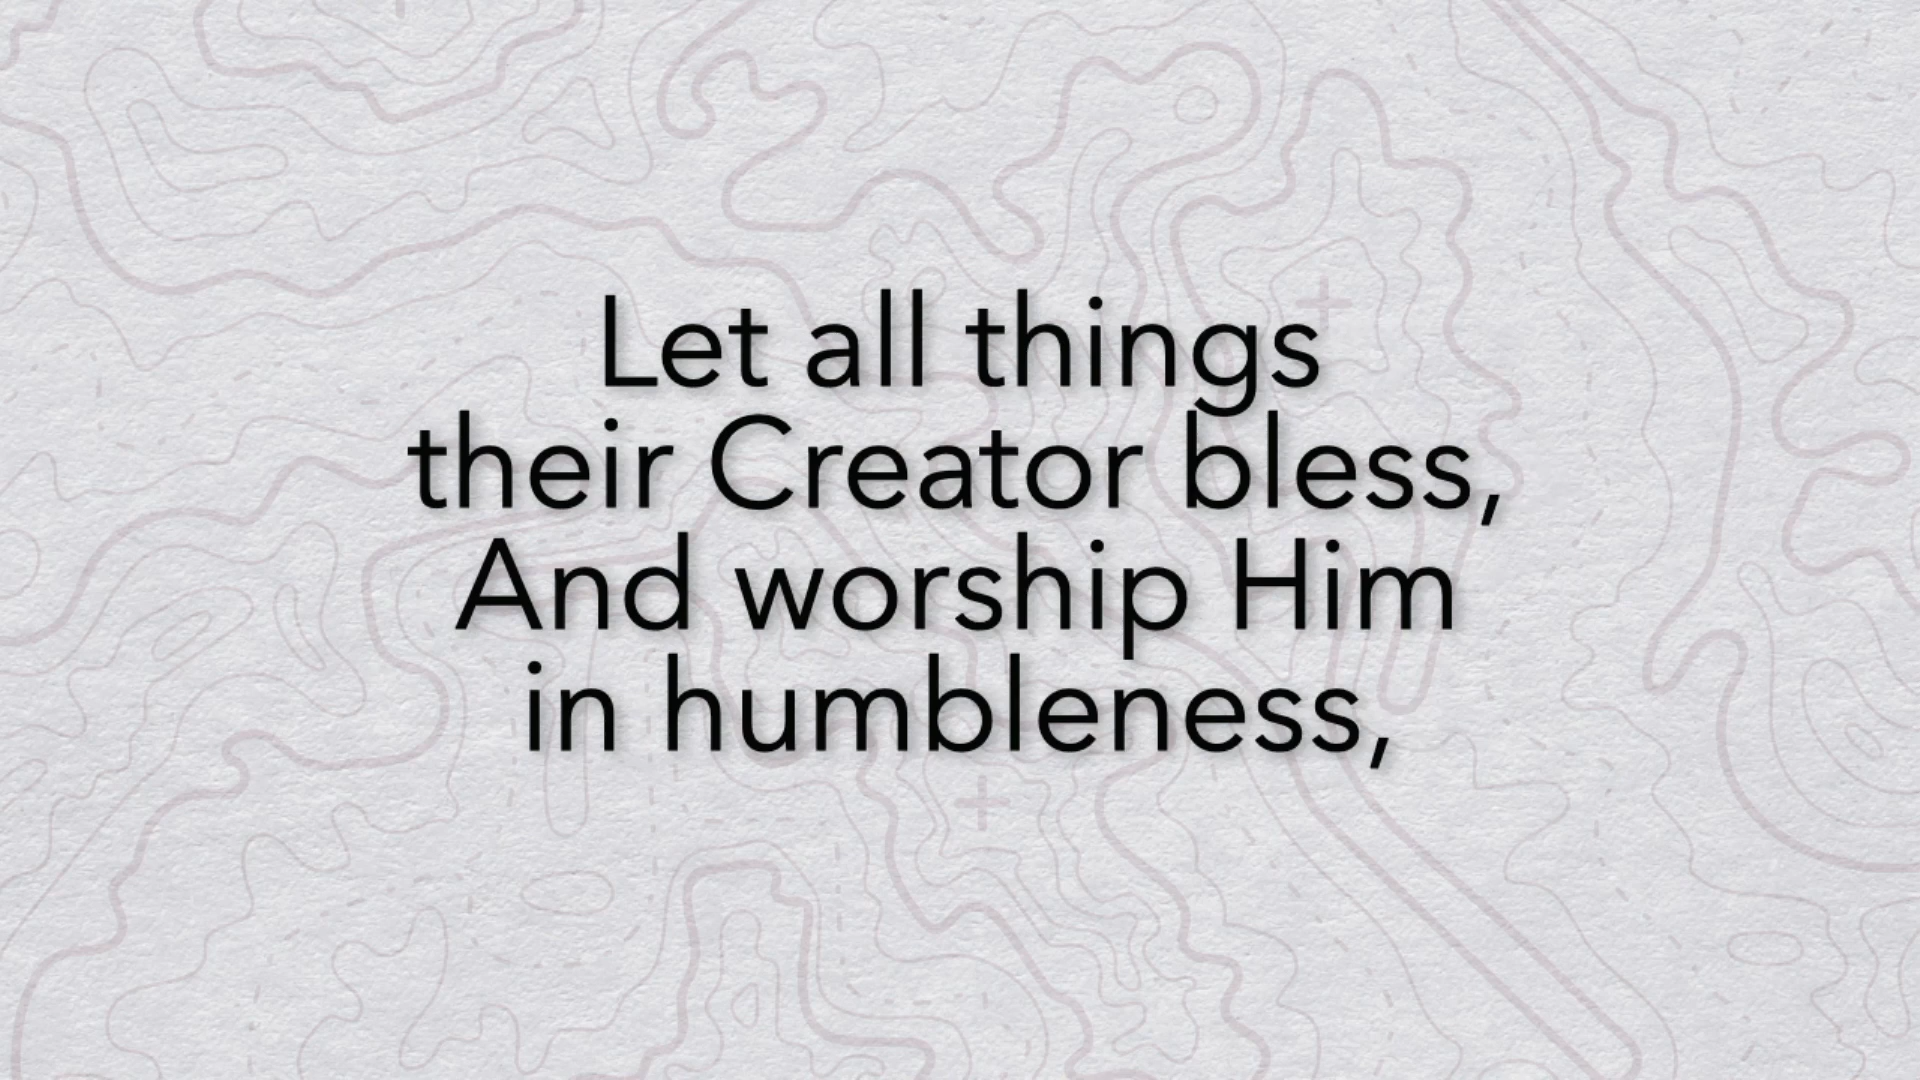 Let all things
their Creator bless,
And worship Him
in humbleness,